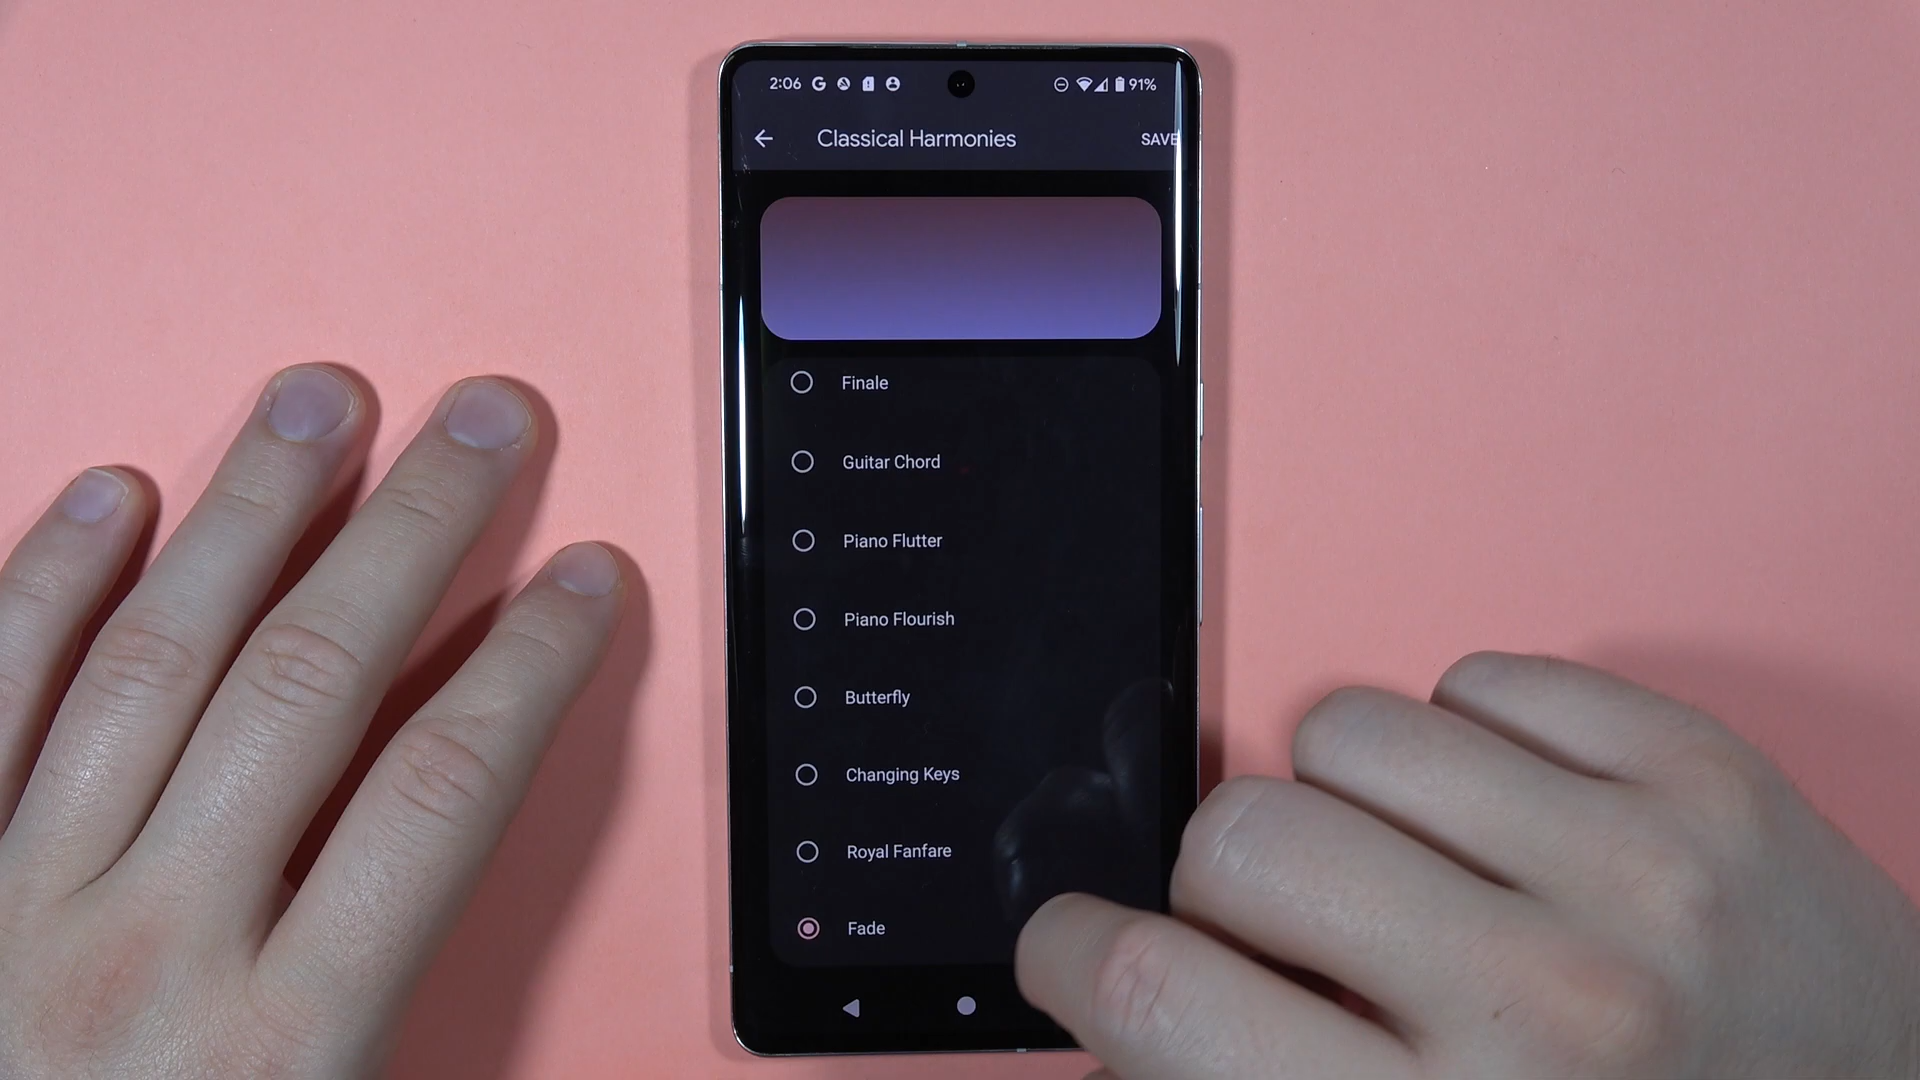 2:06 G 91%
Classical Harmonies SAVE
Finale
Guitar Chord
Piano Flutter
Piano Flourish
Butterfly
Changing Keys
Royal Fanfare
Fade